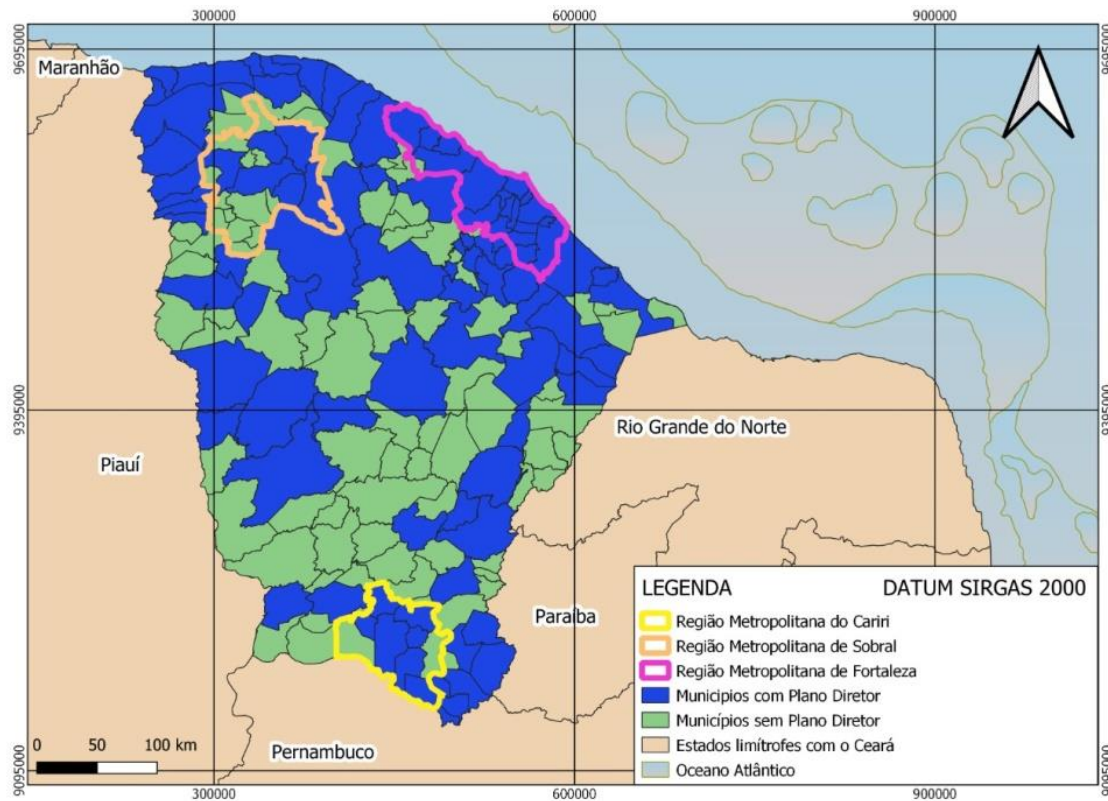 300000 600000 900000
9695000 9695000
Maranhão
9395000 9395000
Rio Grande do Norte
Piauí
LEGENDA DATUM SIRGAS 2000
Região Metropolitana do Cariri
Paraíba
Região Metropolitana de Sobral
Região Metropolitana de Fortaleza
Municipios com Plano Diretor
Municípios sem Plano Diretor
Estados limítrofes com o Ceará
Oceano Atlântico
0 50 100 km
Pernambuco
9095000 9095000
300000 600000 900000